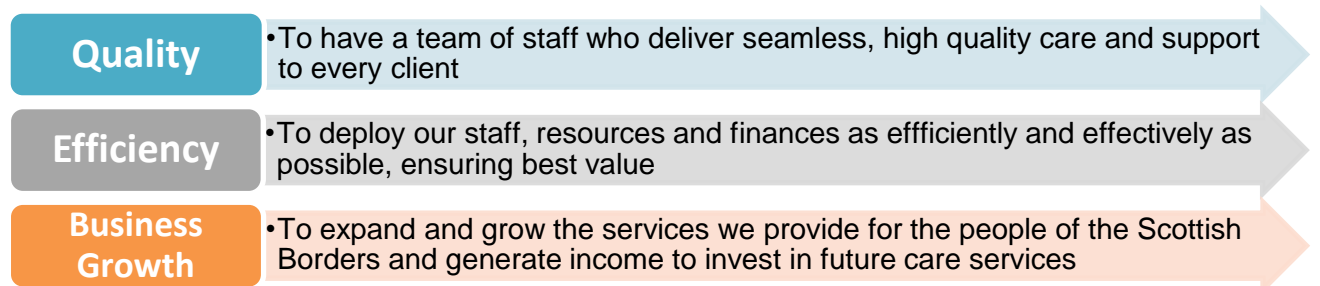 Quality
•To have a team of staff who deliver seamless, high quality care and support
to every client
Efficiency
•To deploy our staff, resources and finances as effficiently and effectively as
possible, ensuring best value
Business
Growth
•To expand and grow the services we provide for the people of the Scottish
Borders and generate income to invest in future care services